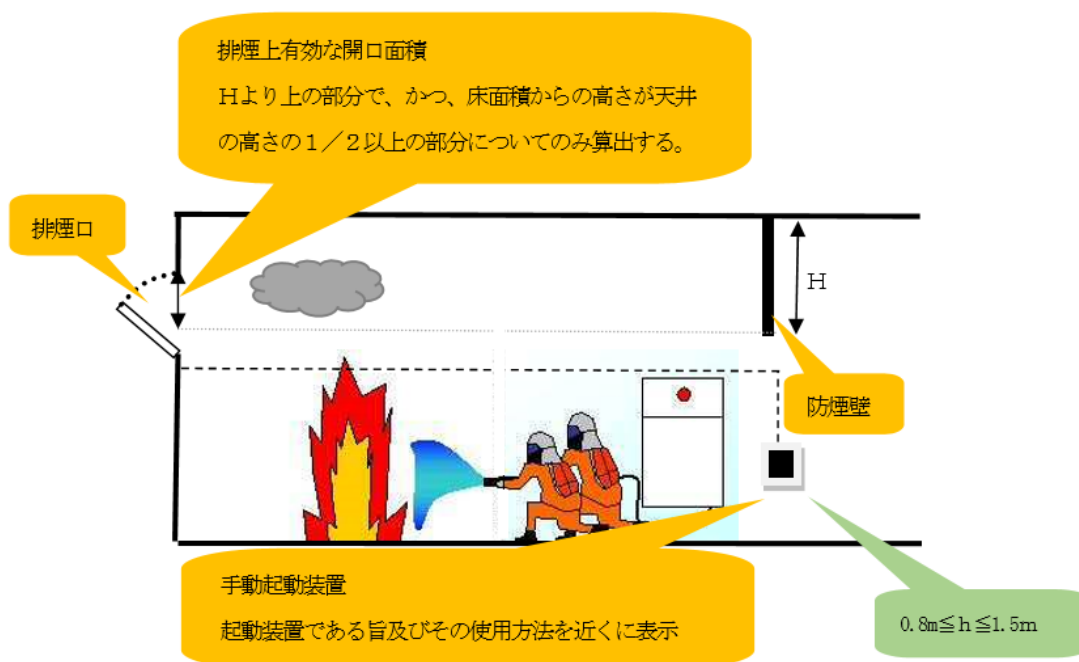 排煙上有効な開口面積
Hより上の部分で、かつ、床面積からの高さが天井
の高さの1/2以上の部分についてのみ算出する。
排煙口
H
防煙壁
手動起動装置
起動装置である旨及びその使用方法を近くに表示
0.8m≦h≦1.5m